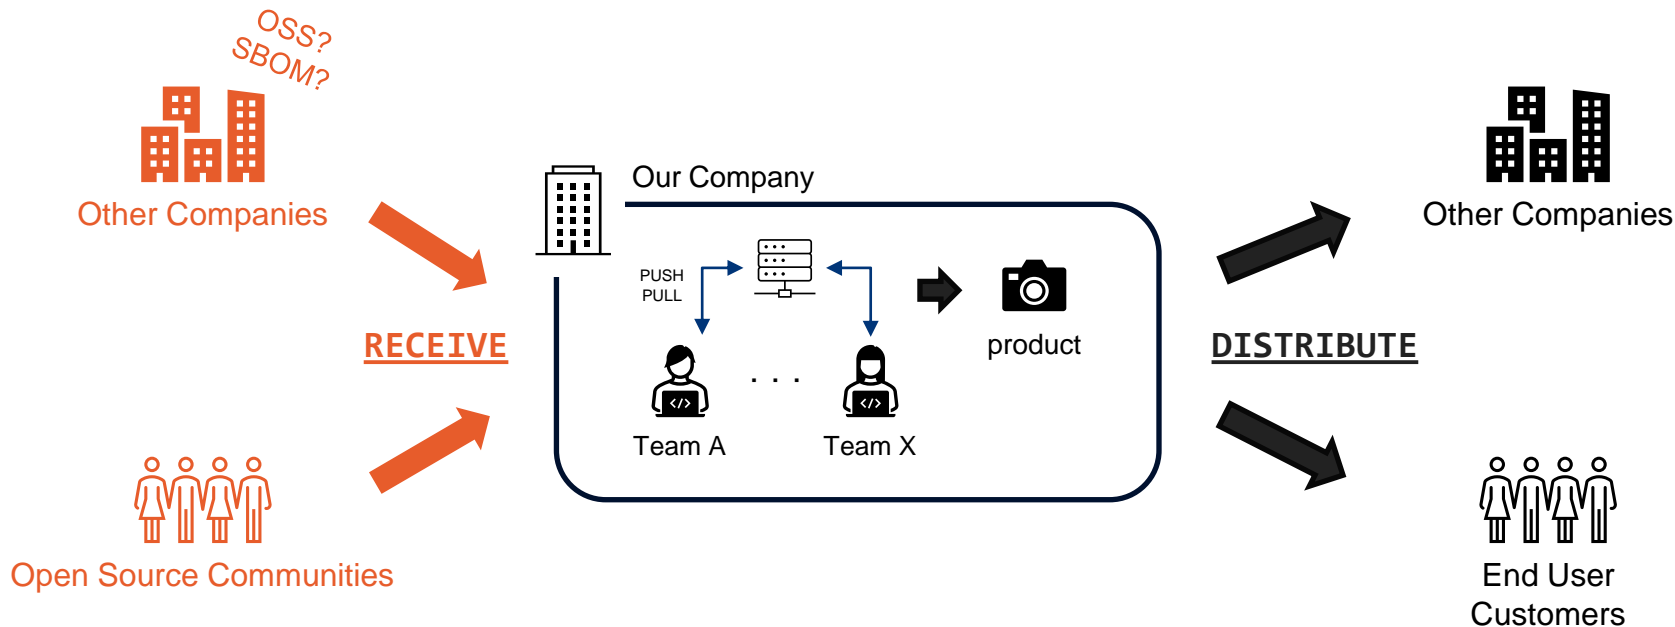 OSS?
SBOM?
Other Companies
Open Source Communities
RECEIVE
Our Company
PUSH
PULL
</>
</>
. . .
Team A
Team X
product
DISTRIBUTE
Other Companies
End User
Customers